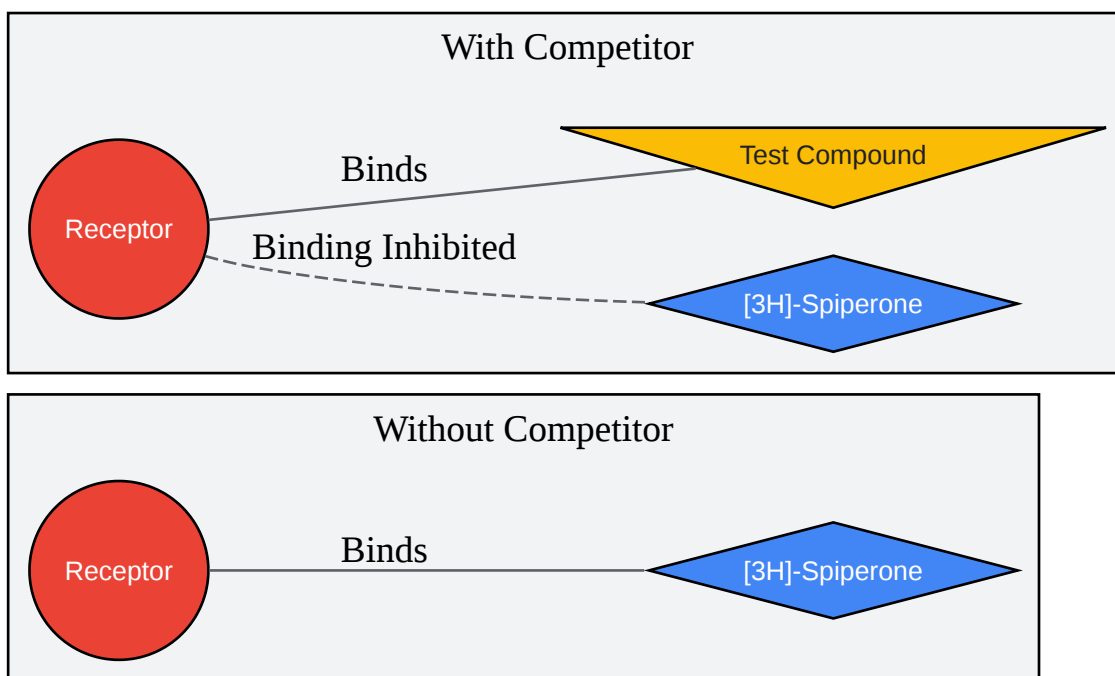 With Competitor
Test Compound
Binds
Receptor
Binding Inhibited
[3H]-Spiperone
Without Competitor
Binds
Receptor
[3H]-Spiperone